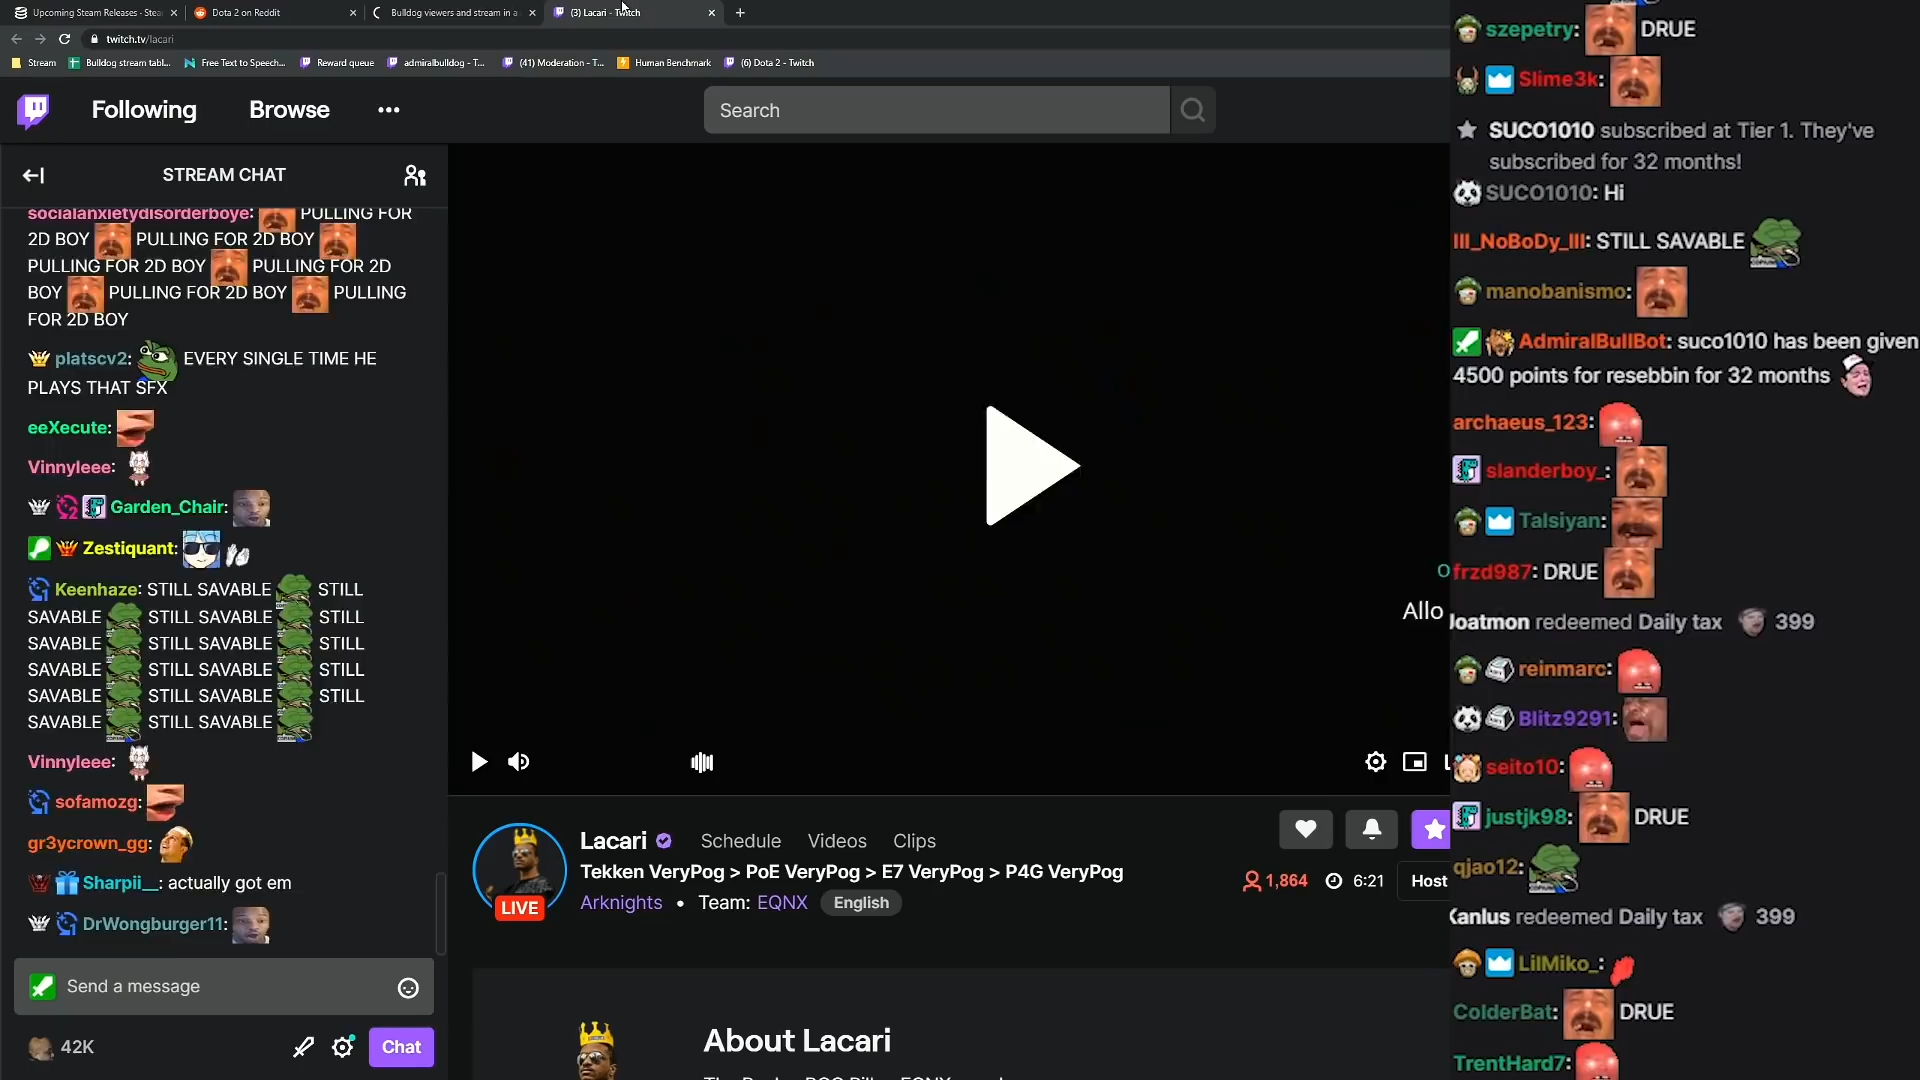 Upcoming Steam Releases - Stea
Dota 2 on Reddit
Bulldog viewers and stream in a
(3) Lacari - Twitch
twitch.tv/lacari
Stream
Bulldog stream tabl...
Free Text to Speech...
Reward queue
admiralbulldog - T...
(41) Moderation - T...
Human Benchmark
(6) Dota 2 - Twitch
Following
Browse
Search
STREAM CHAT
socialanxietydisorderboye: PULLING FOR
2D BOY PULLING FOR 2D BOY
PULLING FOR 2D BOY PULLING FOR 2D
BOY PULLING FOR 2D BOY PULLING
FOR 2D BOY
platscv2: EVERY SINGLE TIME HE
PLAYS THAT SFX
eeXecute:
Vinnyleee:
Garden_Chair:
Zestiquant:
Keenhaze: STILL SAVABLE STILL
SAVABLE STILL SAVABLE STILL
SAVABLE STILL SAVABLE STILL
SAVABLE STILL SAVABLE STILL
SAVABLE STILL SAVABLE STILL
SAVABLE STILL SAVABLE
Vinnyleee:
sofamozg:
gr3ycrown_gg:
Sharpii__: actually got em
DrWongburger11:
Send a message
42K
Chat
Allo
LIVE
Lacari
Schedule
Videos
Clips
Tekken VeryPog > PoE VeryPog > E7 VeryPog > P4G VeryPog
Arknights • Team: EQNX English
1,864
6:21
Host
About Lacari
szepetry: DRUE
Slime3k:
SUCO1010 subscribed at Tier 1. They've
subscribed for 32 months!
SUCO1010: Hi
III_NoBoDy_III: STILL SAVABLE
manobanismo:
AdmiralBullBot: suco1010 has been given
4500 points for resebbin for 32 months
archaeus_123:
slanderboy_:
Talsiyan:
frzd987: DRUE
Joatmon redeemed Daily tax 399
reinmarc:
Blitz9291:
seito10:
justjk98: DRUE
qjao12:
Kanlus redeemed Daily tax 399
LilMiko_:
ColderBat: DRUE
TrentHard7: